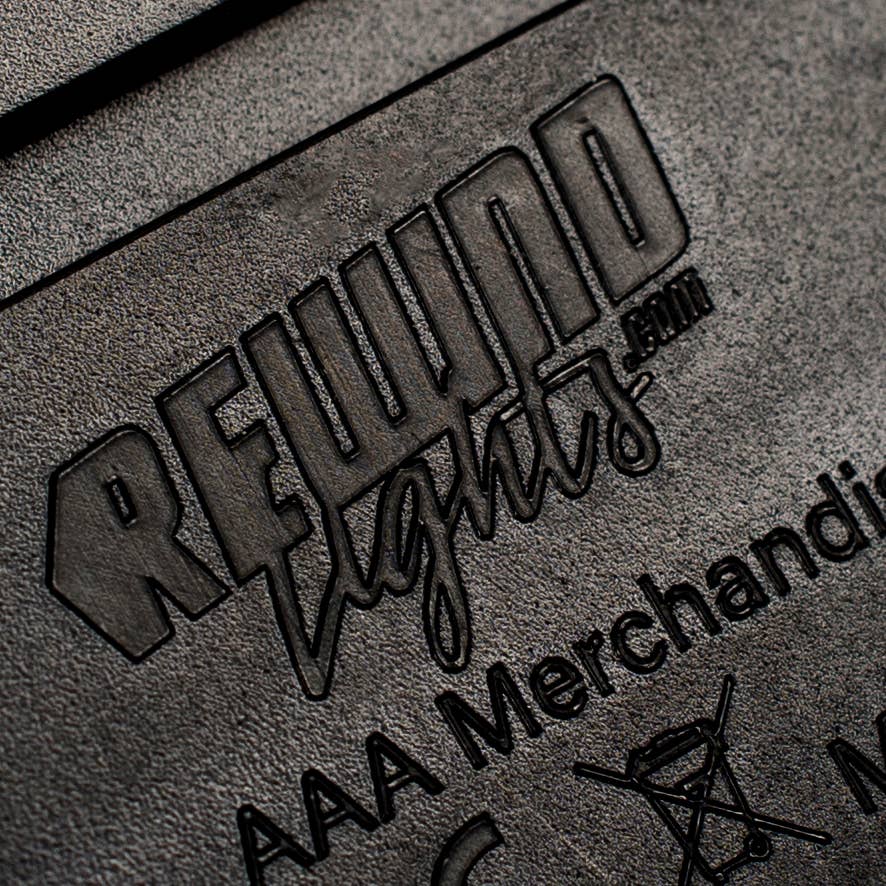 REWIND
.com
Lights
AAA Merchandis